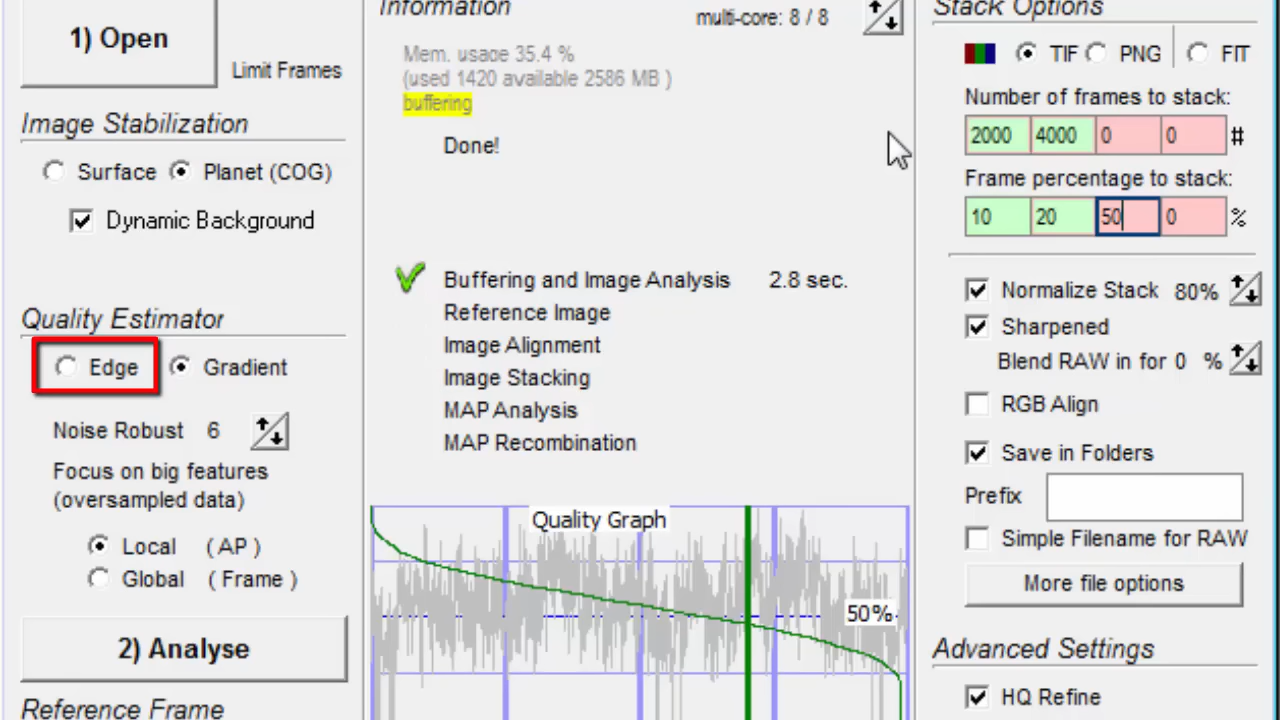 1) Open
Limit Frames
Image Stabilization
Surface
Planet (COG)
Dynamic Background
Quality Estimator
Edge
Gradient
Noise Robust 6
Focus on big features
(oversampled data)
Local (AP)
Global (Frame)
2) Analyse
Reference Frame
Information
multi-core: 8 / 8
Mem. usage 35.4 %
(used 1420 available 2586 MB )
buffering
Done!
Buffering and Image Analysis 2.8 sec.
Reference Image
Image Alignment
Image Stacking
MAP Analysis
MAP Recombination
Quality Graph
50%
Stack Options
TIF PNG FIT
Number of frames to stack:
2000 4000 0 0 #
Frame percentage to stack:
10 20 50 0 %
Normalize Stack 80%
Sharpened
Blend RAW in for 0 %
RGB Align
Save in Folders
Prefix
Simple Filename for RAW
More file options
Advanced Settings
HQ Refine